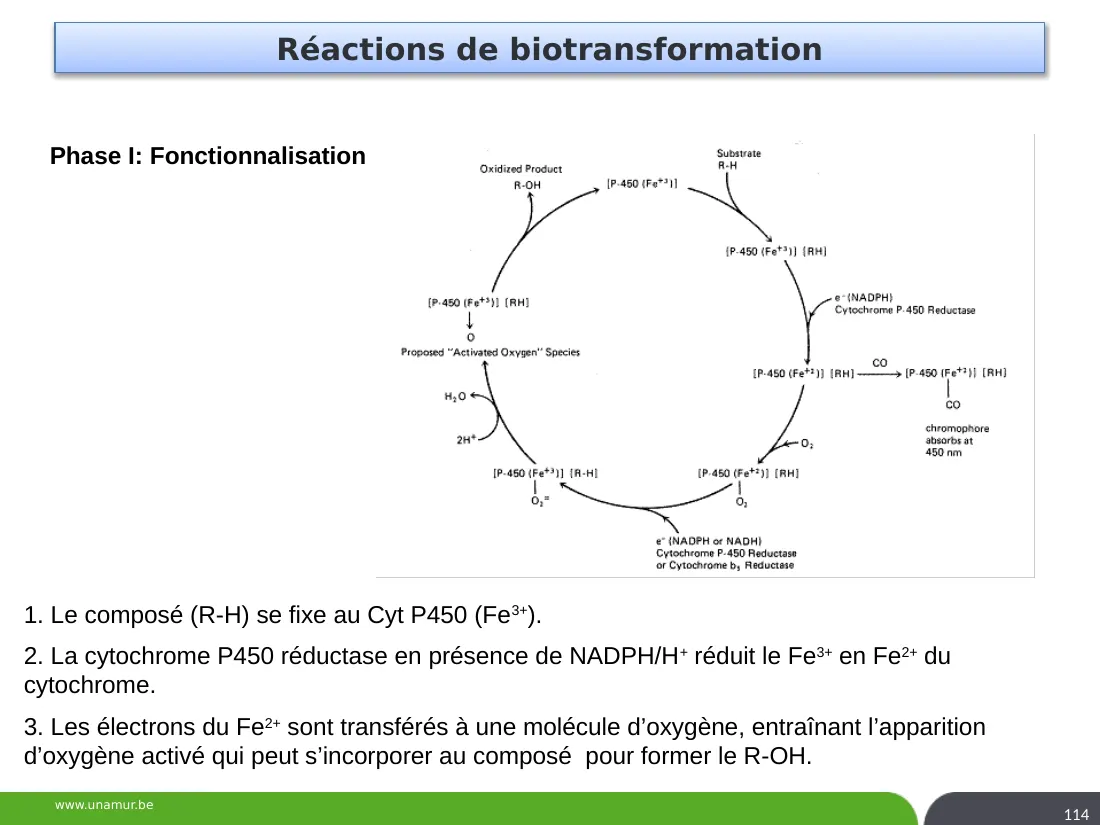 Réactions de biotransformation
Phase I: Fonctionnalisation
Substrate
R-H
Oxidized Product
R-OH
[P-450 (Fe⁺³)]
[P-450 (Fe⁺³)] [RH]
e⁻ (NADPH)
Cytochrome P-450 Reductase
[P-450 (Fe⁺³)] [RH]
O
Proposed "Activated Oxygen" Species
[P-450 (Fe⁺²)] [RH]
CO
[P-450 (Fe⁺²)] [RH]
CO
chromophore
absorbs at
450 nm
H₂O
2H⁺
O₂
[P-450 (Fe⁺³)] [R-H]
O₂⁼
[P-450 (Fe⁺²)] [RH]
O₂
e⁻ (NADPH or NADH)
Cytochrome P-450 Reductase
or Cytochrome b₅ Reductase
1. Le composé (R-H) se fixe au Cyt P450 (Fe³⁺).
2. La cytochrome P450 réductase en présence de NADPH/H⁺ réduit le Fe³⁺ en Fe²⁺ du
cytochrome.
3. Les électrons du Fe²⁺ sont transférés à une molécule d’oxygène, entraînant l’apparition
d’oxygène activé qui peut s’incorporer au composé  pour former le R-OH.
www.unamur.be
114